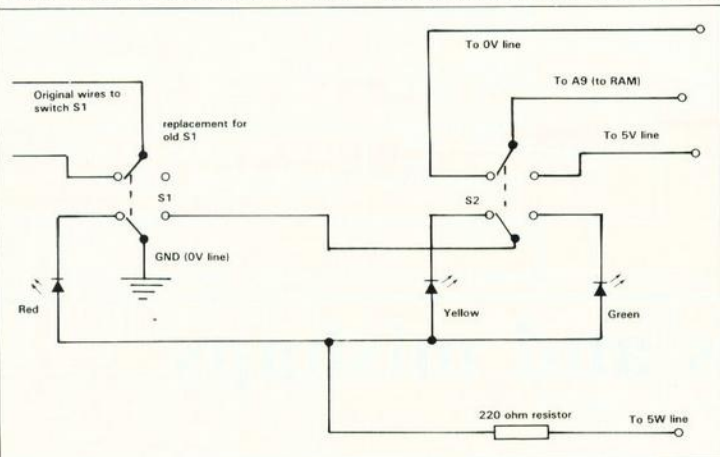 To 0V line
Original wires to
switch S1
To A9 (to RAM)
replacement for
old S1
To 5V line
S1
S2
GND (0V line)
Red
Yellow
Green
220 ohm resistor
To 5W line